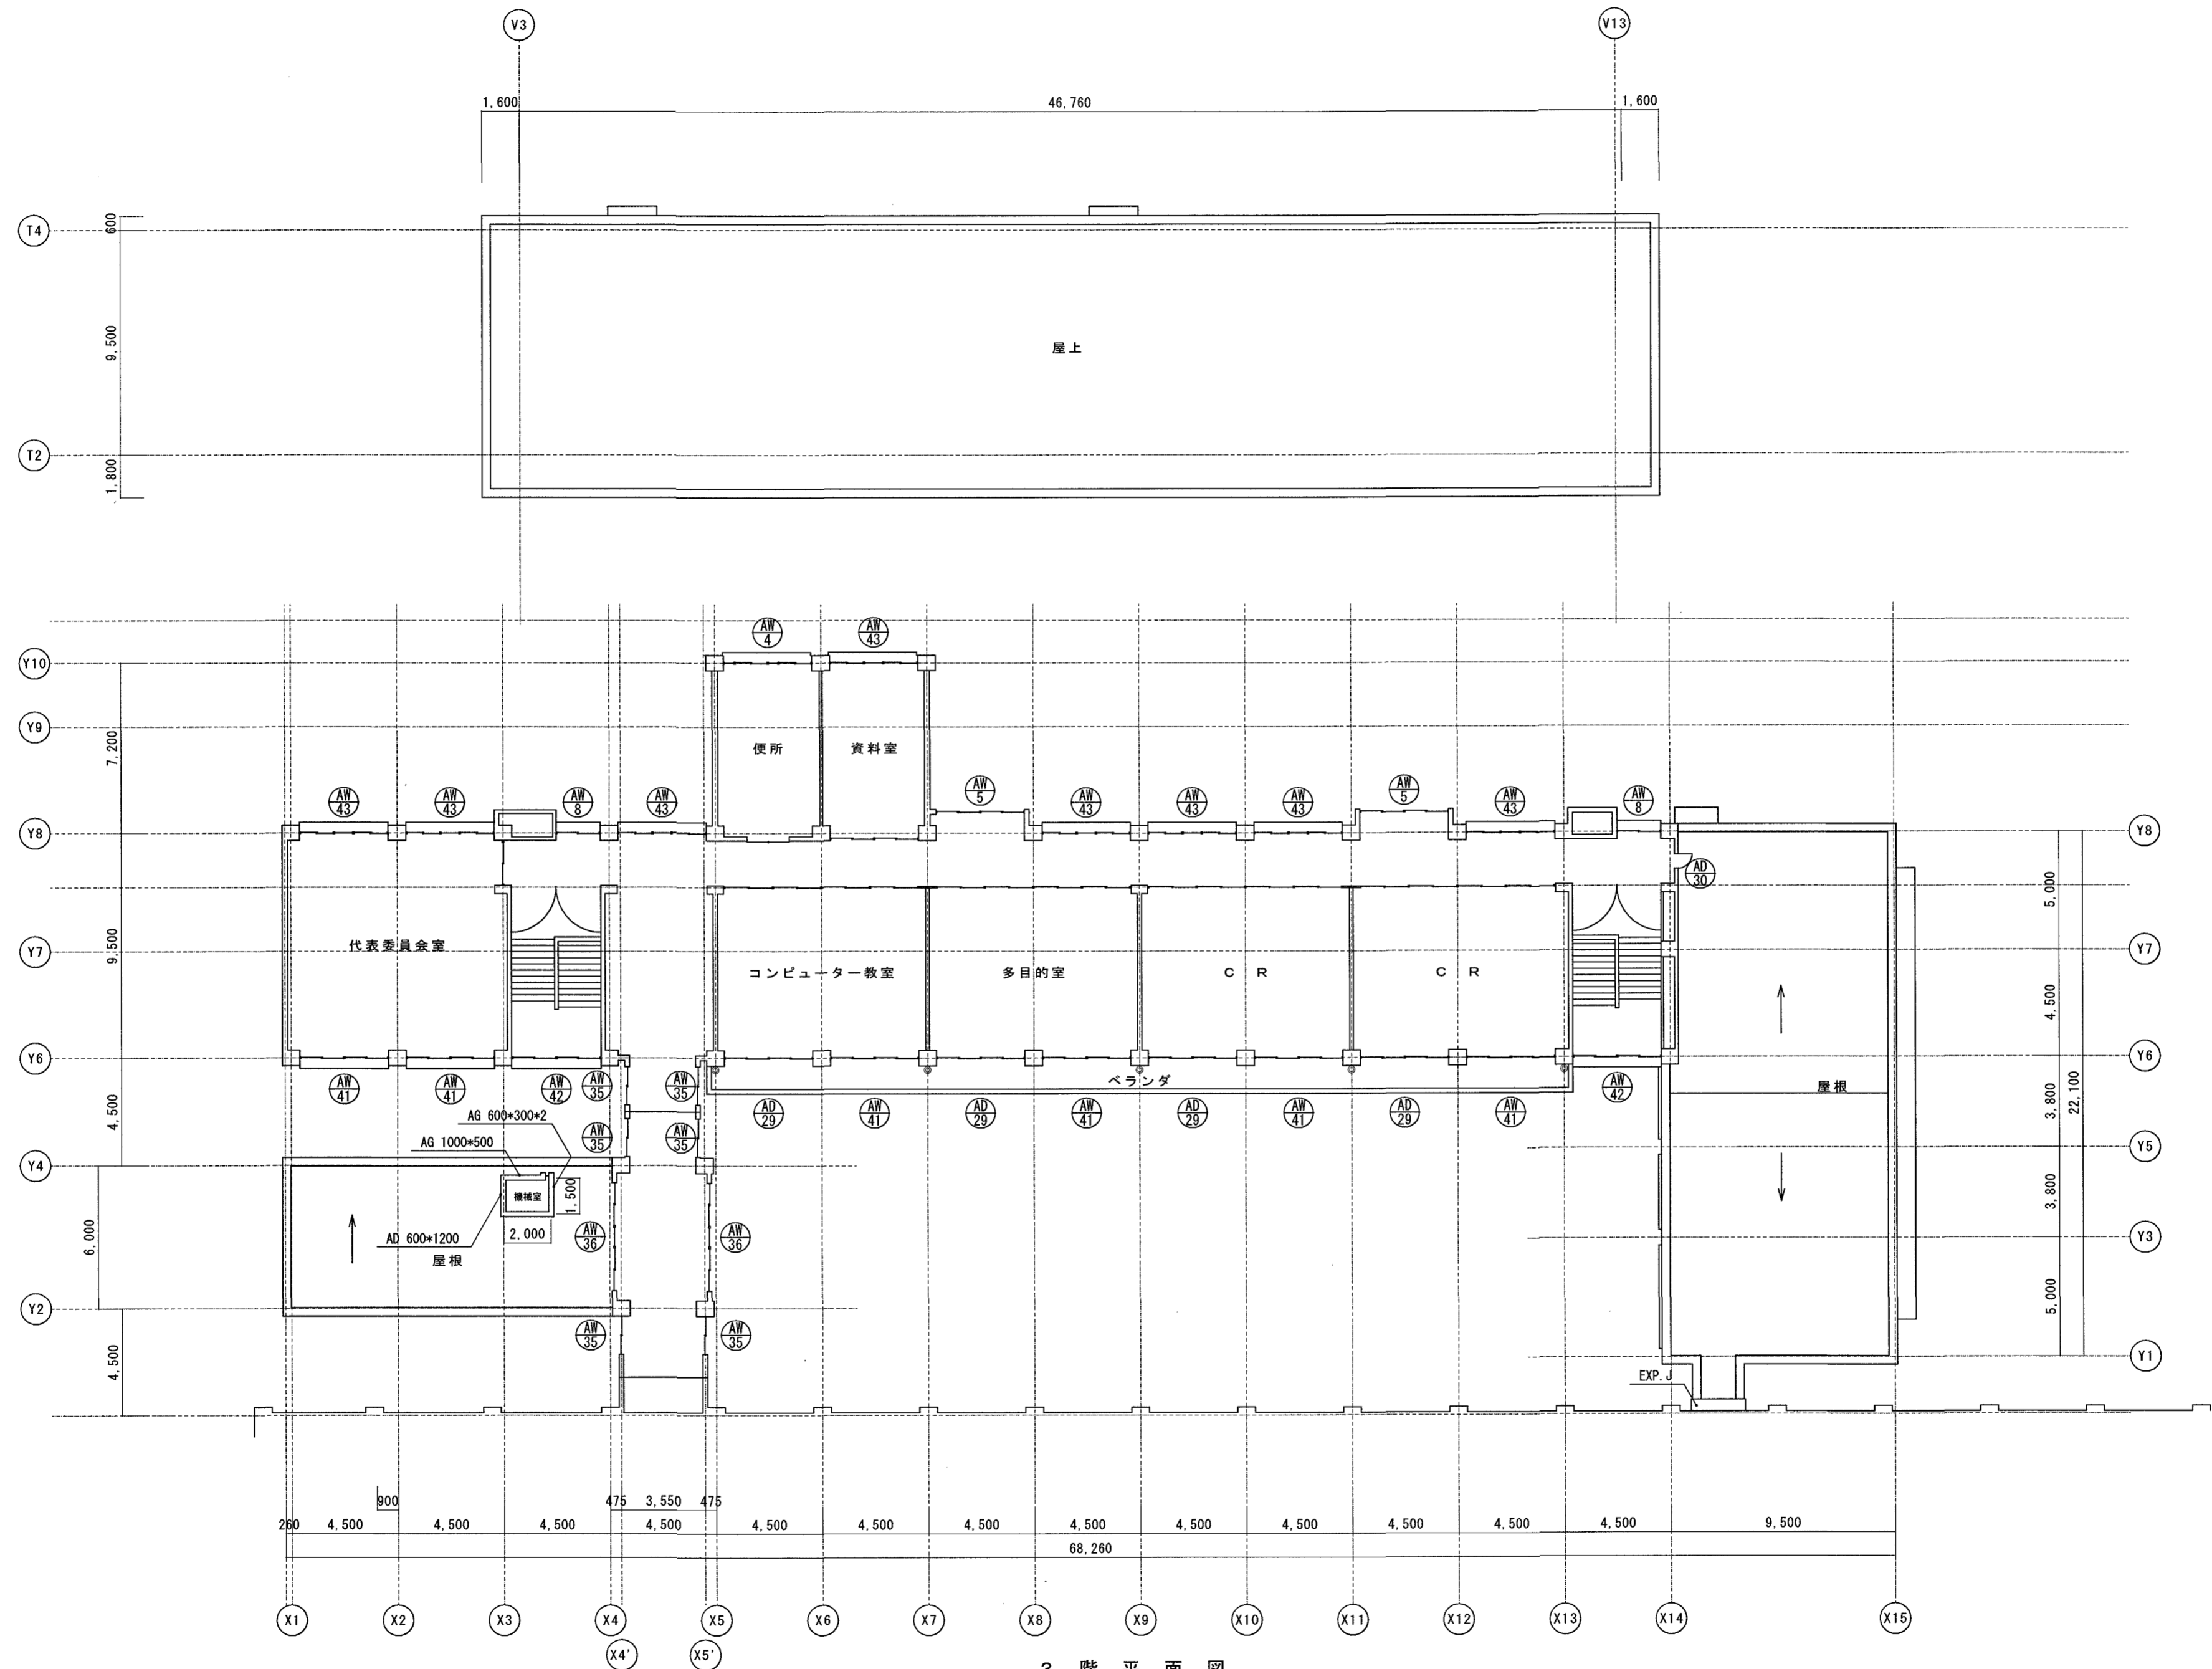 V3 V13
1,600 46,760 1,600
T4
600
9,500
屋上
T2
1,800
AW 4 AW 43
Y10
Y9
7,200
便所 資料室
AW 43 AW 43 AW 8 AW 43 AW 5 AW 43 AW 43 AW 43 AW 5 AW 43 AW 8
Y8 Y8
AD 30
5,000
9,500
代表委員会室
Y7 Y7
コンピューター教室 多目的室 C R C R
4,500
Y6 Y6
ベランダ
屋根
AW 41 AW 41 AW 42 AW 35 AW 35 AW 42
AD 29 AW 41 AD 29 AW 41 AD 29 AW 41 AD 29 AW 41
3,800
22,100
4,500
AG 600*300*2
AG 1000*500
AW 35 AW 35
Y5
Y4
機械室
1,500
3,800
6,000
2,000
AD 600*1200
AW 36 AW 36
Y3
屋根
Y2
5,000
AW 35 AW 35
4,500
Y1
EXP.J
900
475 3,550 475
260 4,500 4,500 4,500 4,500 4,500 4,500 4,500 4,500 4,500 4,500 4,500 4,500 4,500 9,500
68,260
X1 X2 X3 X4 X5 X6 X7 X8 X9 X10 X11 X12 X13 X14 X15
X4' X5'
3 階 平 面 図